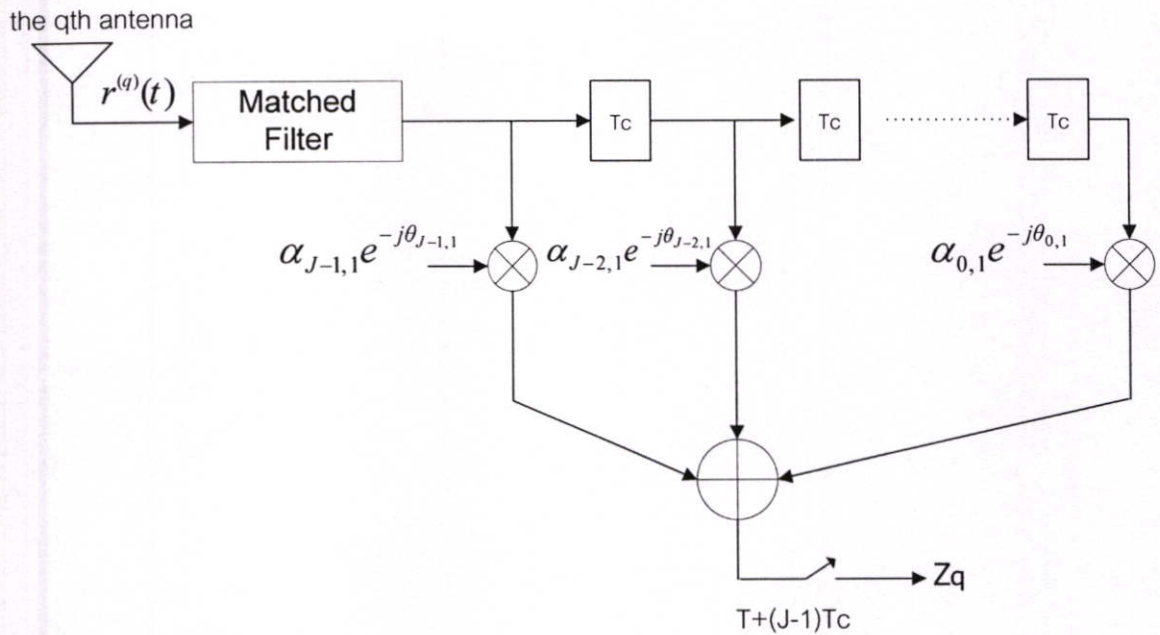 the qth antenna
r^{(q)}(t)
Matched
Filter
Tc
Tc
Tc
α_{J-1,1}e^{-jθ_{J-1,1}}
α_{J-2,1}e^{-jθ_{J-2,1}}
α_{0,1}e^{-jθ_{0,1}}
Zq
T+(J-1)Tc